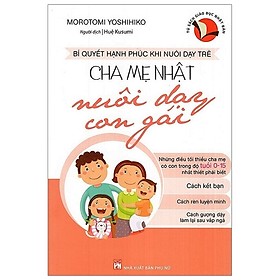 MOROTOMI YOSHIHIKO
Người dịch | Huệ Kusumi
BÍ QUYẾT HẠNH PHÚC KHI NUÔI DẠY TRẺ
CHA MẸ NHẬT
nuôi dạy
con gái
Những điều tối thiểu cha mẹ
có con trong độ tuổi 0-15
nhất thiết phải biết
Cách kết bạn
Cách rèn luyện mình
Cách gượng dậy
làm lại sau vấp ngã
NHÀ XUẤT BẢN PHỤ NỮ